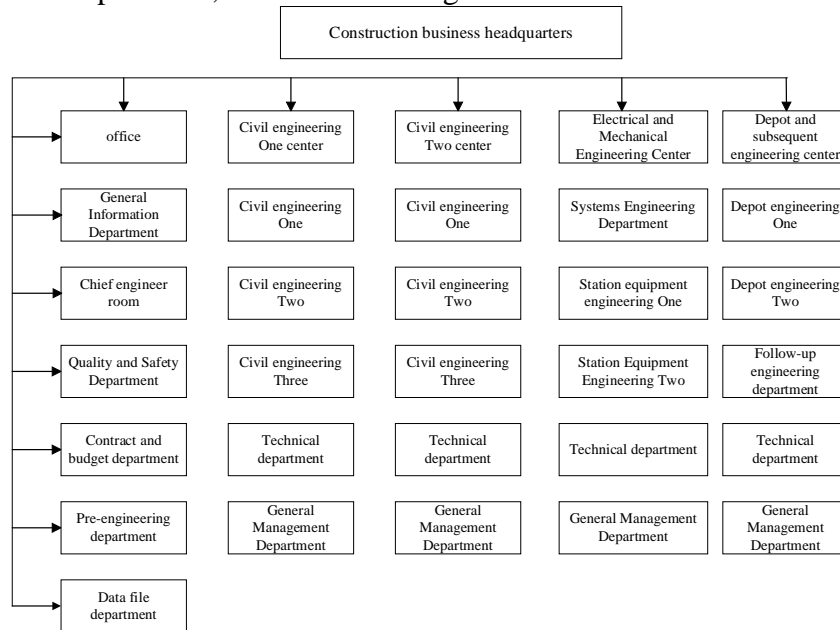 Construction business headquarters
office
Civil engineering
One center
Civil engineering
Two center
Electrical and
Mechanical
Engineering Center
Depot and
subsequent
engineering center
General
Information
Department
Civil engineering
One
Civil engineering
One
Systems Engineering
Department
Depot engineering
One
Chief engineer
room
Civil engineering
Two
Civil engineering
Two
Station equipment
engineering One
Depot engineering
Two
Quality and Safety
Department
Civil engineering
Three
Civil engineering
Three
Station Equipment
Engineering Two
Follow-up
engineering
department
Contract and
budget department
Technical
department
Technical
department
Technical department
Technical
department
Pre-engineering
department
General
Management
Department
General
Management
Department
General Management
Department
General
Management
Department
Data file
department